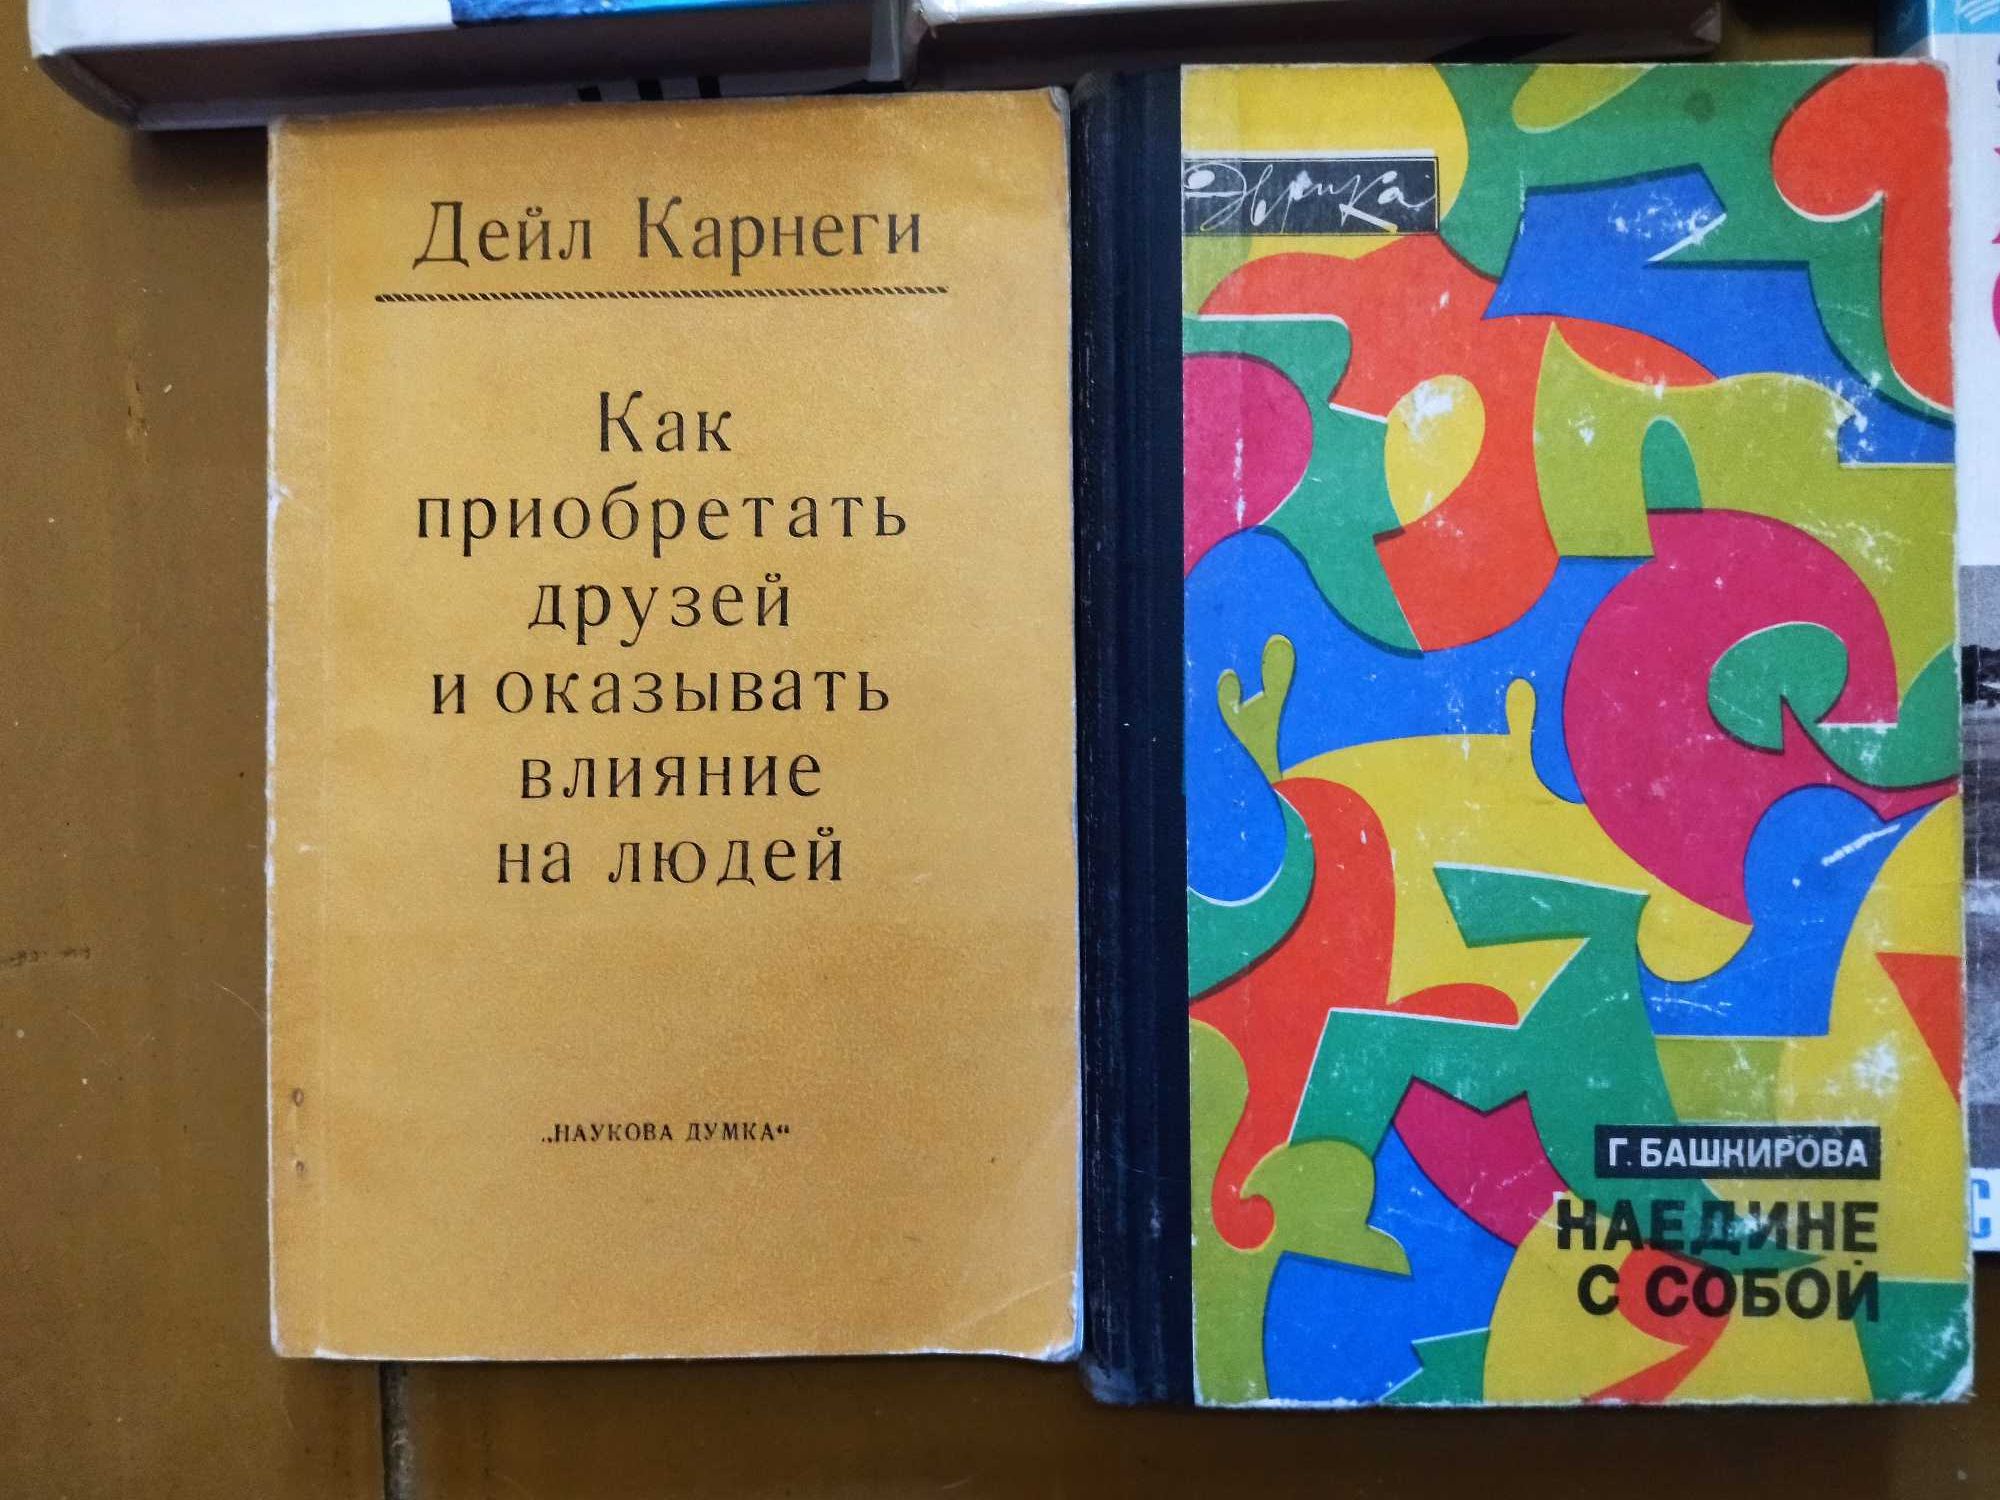 Дейл Карнеги
Как
приобретать
друзей
и оказывать
влияние
на людей
„НАУКОВА ДУМКА“
Эврика
Г. БАШКИРОВА
НАЕДИНЕ
С СОБОЙ